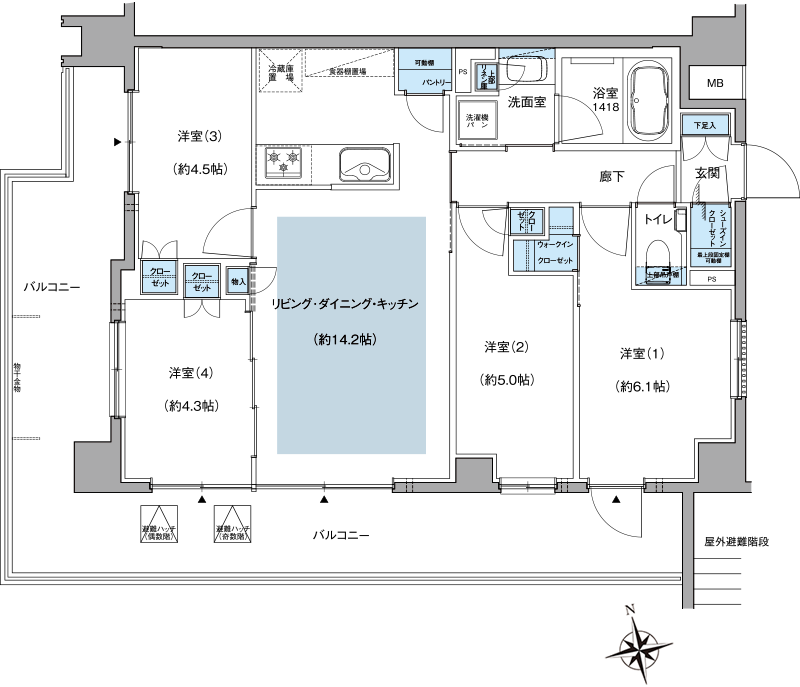 冷蔵庫
置場
食器棚置場
可動棚
パントリー
PS
上部
リネン庫
洗面室
洗濯機
パン
浴室
1418
MB
下足入
玄関
廊下
トイレ
シューズイン
クローゼット
最上段固定棚
可動棚
上部吊戸棚
PS
洋室(3)
(約4.5帖)
クロー
ゼット
クロー
ゼット
物入
クロー
ゼット
ウォークイン
クローゼット
バルコニー
リビング・ダイニング・キッチン
(約14.2帖)
洋室(2)
(約5.0帖)
洋室(1)
(約6.1帖)
洋室(4)
(約4.3帖)
物干金物
避難ハッチ
(偶数階)
避難ハッチ
(奇数階)
バルコニー
屋外避難階段
N